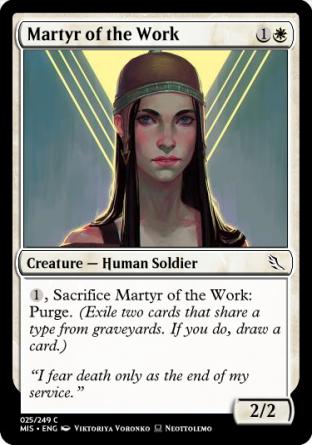 Martyr of the Work 1
Creature — Human Soldier
1, Sacrifice Martyr of the Work:
Purge. (Exile two cards that share a
type from graveyards. If you do, draw a
card.)
“I fear death only as the end of my
service.”
2/2
025/249 C
MIS • ENG Viktoriya Voronko & Neottolemo